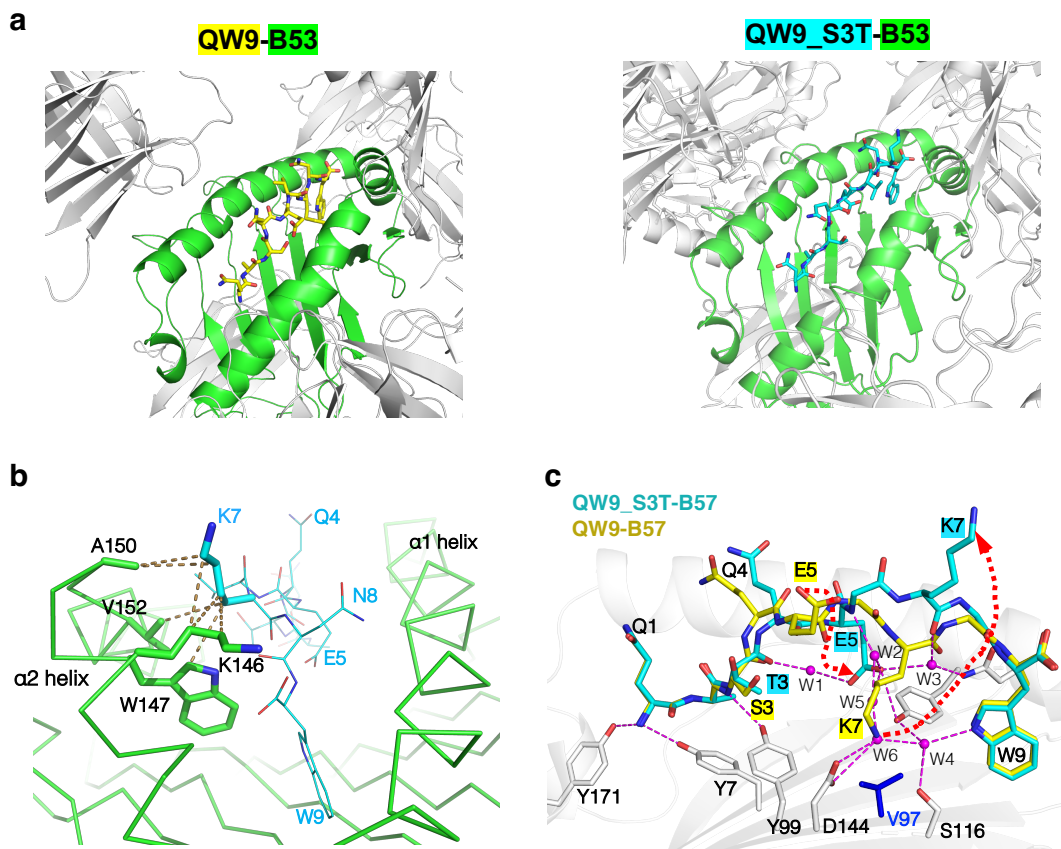 a
QW9-B53
QW9_S3T-B53
b
K7
Q4
A150
α1 helix
V152
N8
K146
E5
α2 helix
W147
W9
c
QW9_S3T-B57
QW9-B57
K7
Q4
E5
Q1
E5
W2
T3
W1
W3
S3
W5
K7
W6
W4
W9
Y171
Y7
Y99
D144
V97
S116